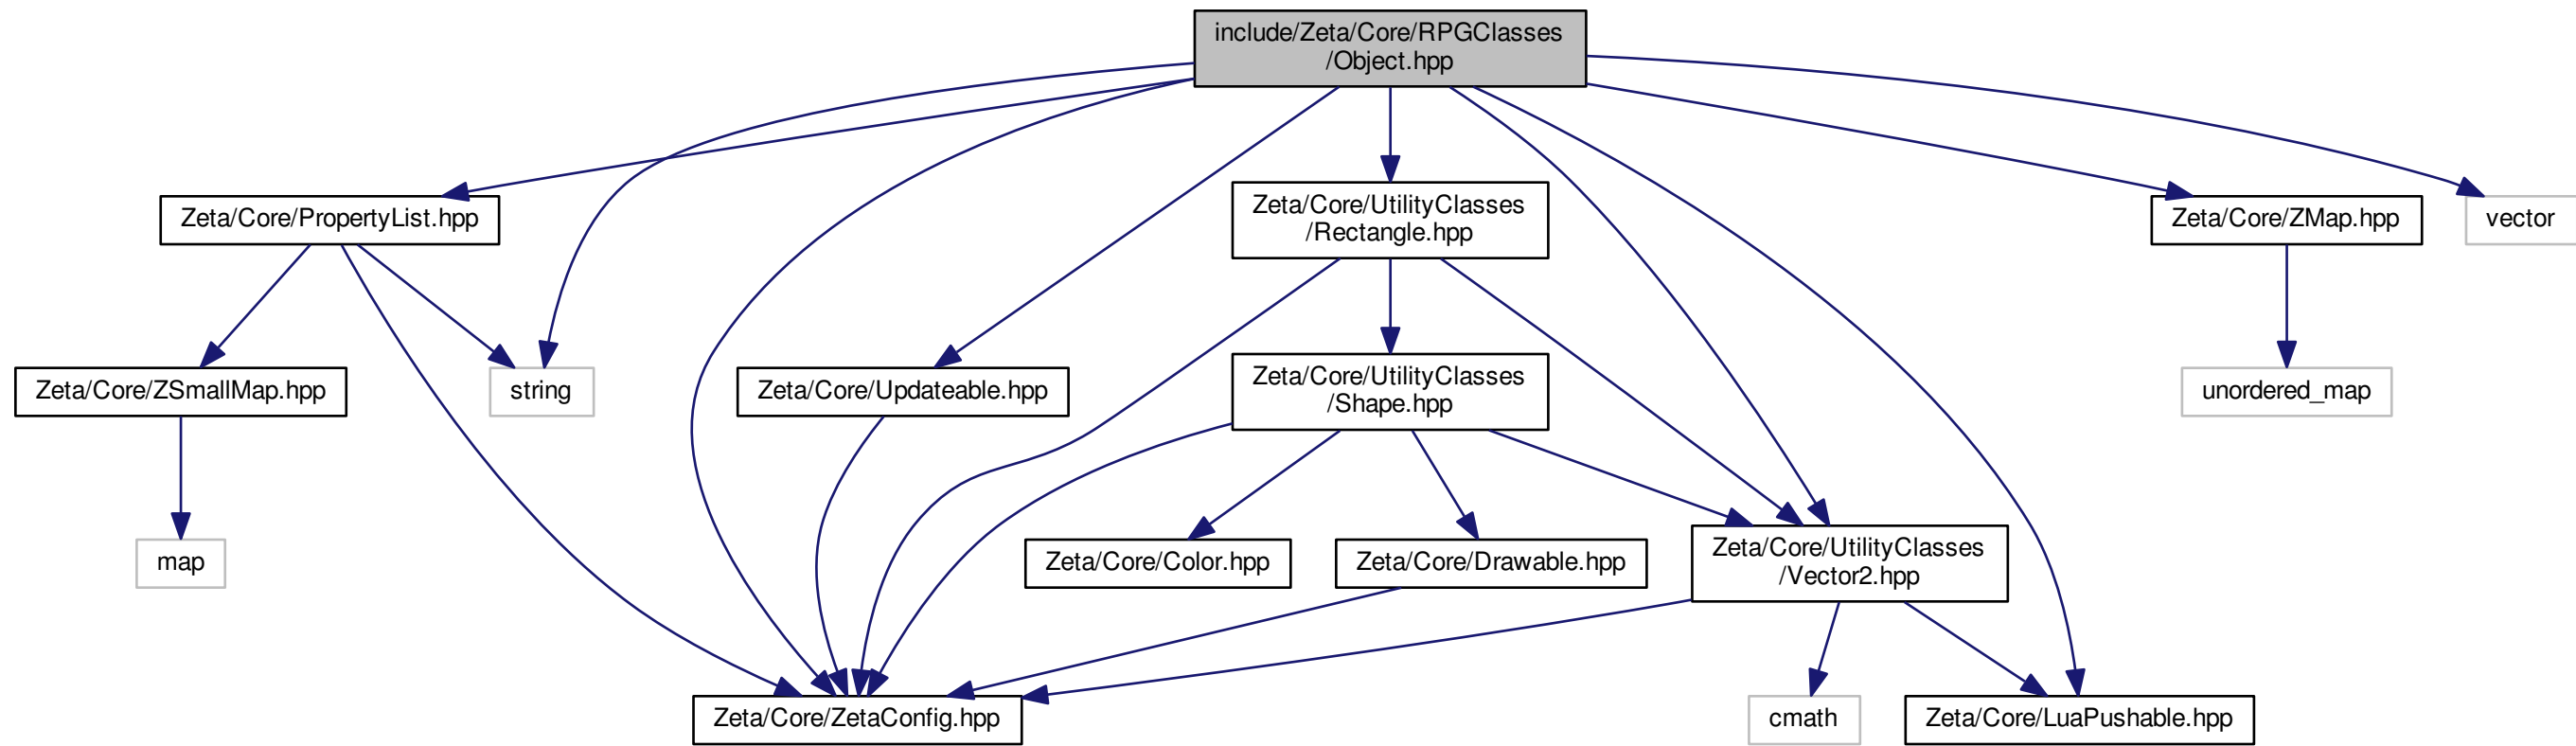 include/Zeta/Core/RPGClasses
/Object.hpp
Zeta/Core/PropertyList.hpp
Zeta/Core/UtilityClasses
/Rectangle.hpp
Zeta/Core/ZMap.hpp
vector
Zeta/Core/ZSmallMap.hpp
string
Zeta/Core/Updateable.hpp
Zeta/Core/UtilityClasses
/Shape.hpp
unordered_map
map
Zeta/Core/Color.hpp
Zeta/Core/Drawable.hpp
Zeta/Core/UtilityClasses
/Vector2.hpp
Zeta/Core/ZetaConfig.hpp
cmath
Zeta/Core/LuaPushable.hpp